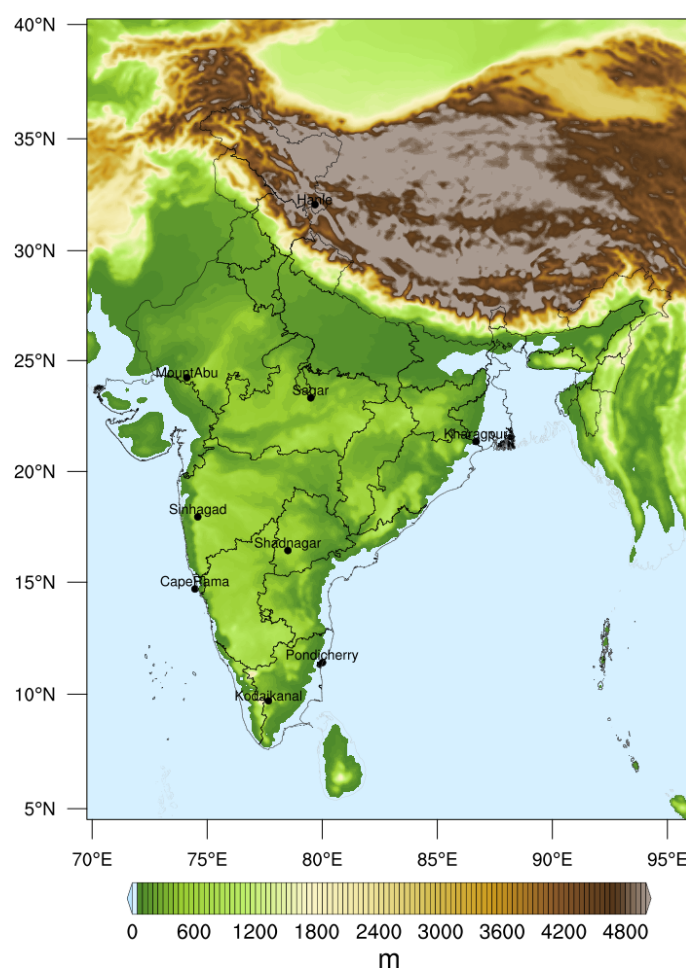 40°N
35°N
Hanle
30°N
25°N
MountAbu
Sagar
Kharagpur
20°N
Sinhagad
Shadnagar
15°N
CapeRama
Pondicherry
10°N
Kodaikanal
5°N
70°E 75°E 80°E 85°E 90°E 95°E
0 600 1200 1800 2400 3000 3600 4200 4800
m